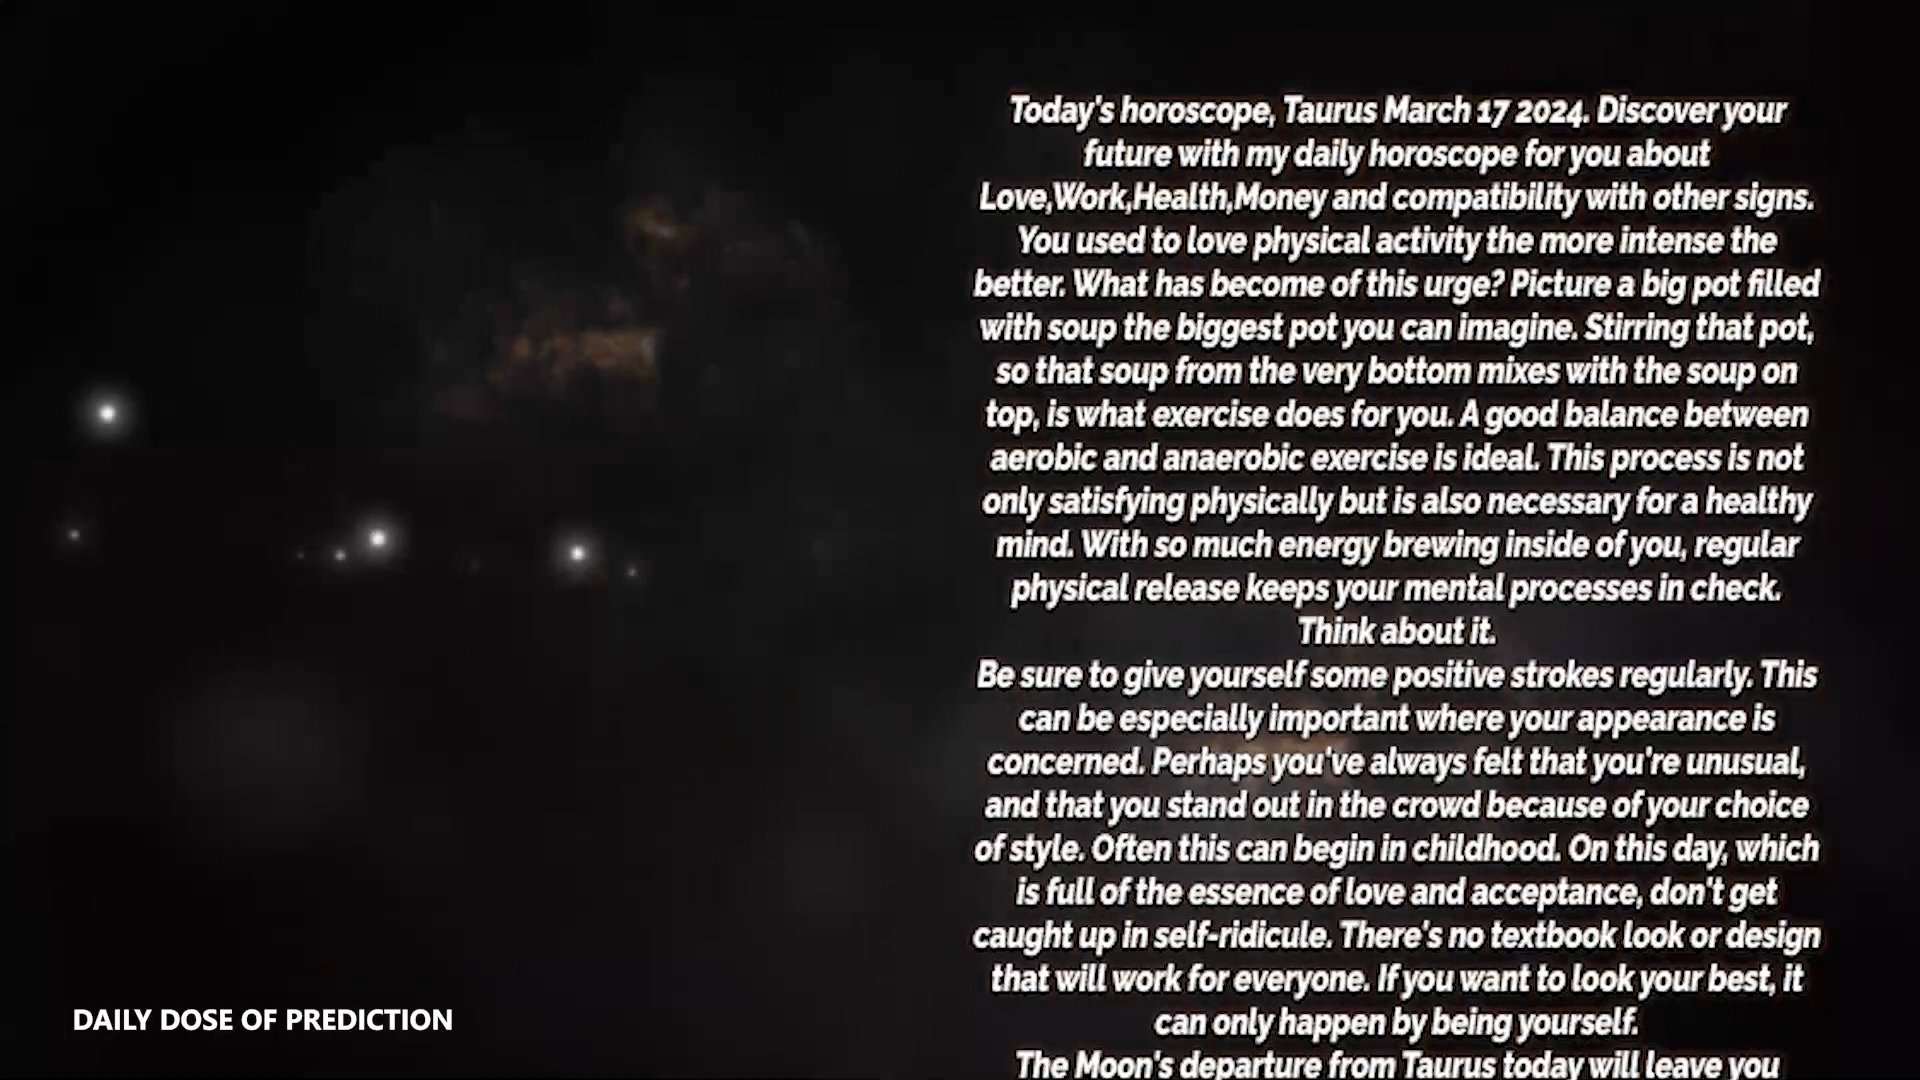 Today's horoscope, Taurus March 17 2024. Discover your
future with my daily horoscope for you about
Love,Work,Health,Money and compatibility with other signs.
You used to love physical activity the more intense the
better. What has become of this urge? Picture a big pot filled
with soup the biggest pot you can imagine. Stirring that pot,
so that soup from the very bottom mixes with the soup on
top, is what exercise does for you. A good balance between
aerobic and anaerobic exercise is ideal. This process is not
only satisfying physically but is also necessary for a healthy
mind. With so much energy brewing inside of you, regular
physical release keeps your mental processes in check.
Think about it.
Be sure to give yourself some positive strokes regularly. This
can be especially important where your appearance is
concerned. Perhaps you've always felt that you're unusual,
and that you stand out in the crowd because of your choice
of style. Often this can begin in childhood. On this day, which
is full of the essence of love and acceptance, don't get
caught up in self-ridicule. There's no textbook look or design
that will work for everyone. If you want to look your best, it
can only happen by being yourself.
The Moon's departure from Taurus today will leave you
DAILY DOSE OF PREDICTION